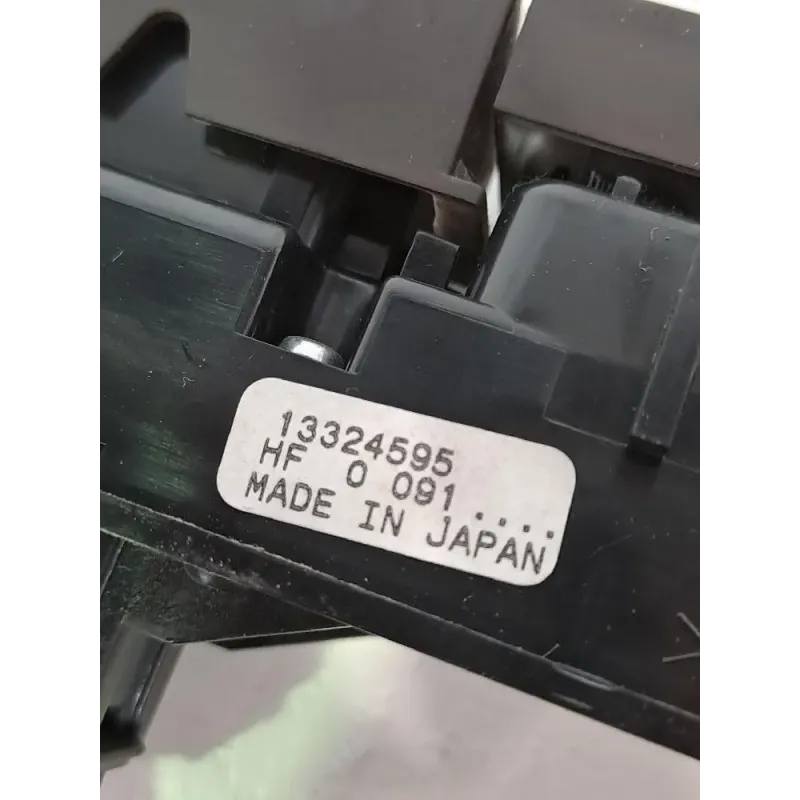 13324595
HF 0 091 ....
MADE IN JAPAN